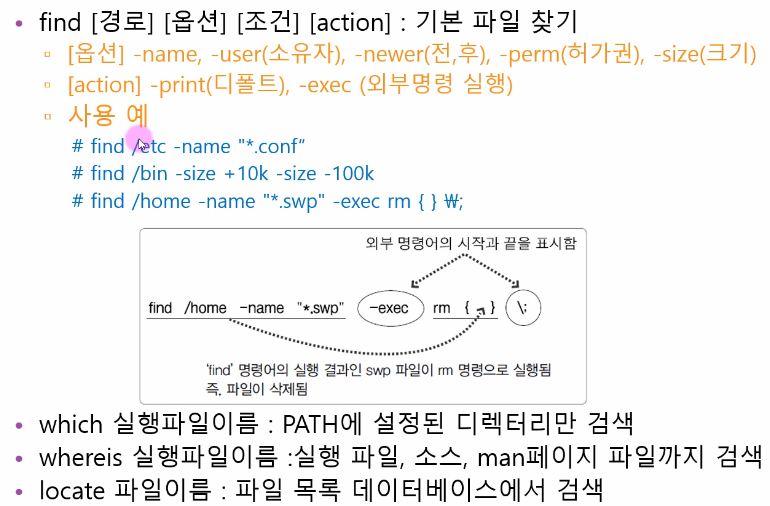 • find [경로] [옵션] [조건] [action] : 기본 파일 찾기
▫ [옵션] -name, -user(소유자), -newer(전,후), -perm(허가권), -size(크기)
▫ [action] -print(디폴트), -exec (외부명령 실행)
▫ 사용 예
# find /etc -name "*.conf“
# find /bin -size +10k -size -100k
# find /home -name "*.swp" -exec rm { } ₩;
외부 명령어의 시작과 끝을 표시함
find /home -name "*.swp" -exec rm { } \;
'find' 명령어의 실행 결과인 swp 파일이 rm 명령으로 실행됨
즉, 파일이 삭제됨
• which 실행파일이름 : PATH에 설정된 디렉터리만 검색
• whereis 실행파일이름 :실행 파일, 소스, man페이지 파일까지 검색
• locate 파일이름 : 파일 목록 데이터베이스에서 검색